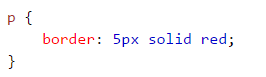 p {
    border: 5px solid red;
}